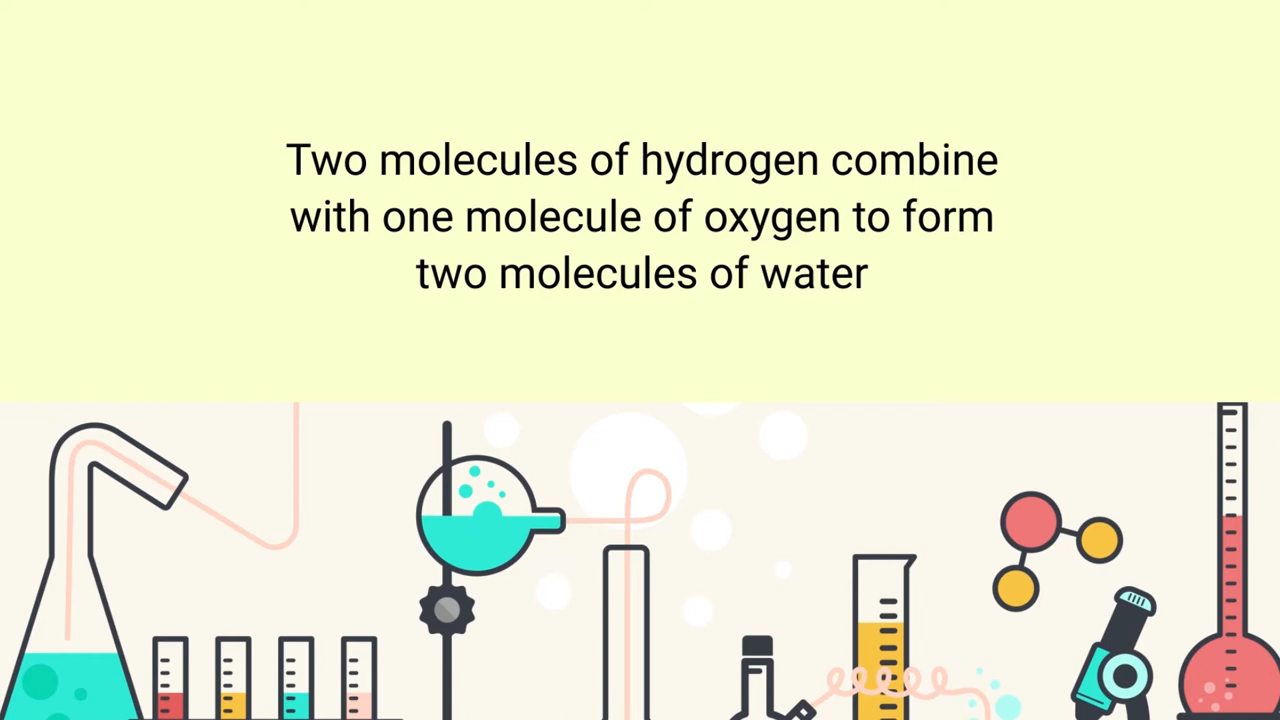 Two molecules of hydrogen combine
with one molecule of oxygen to form
two molecules of water